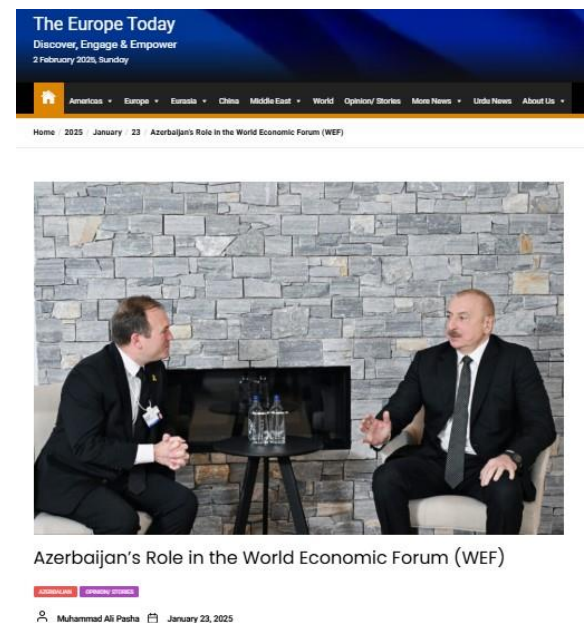 The Europe Today
Discover, Engage & Empower
2 February 2025, Sunday
Americas Europe Eurasia China Middle East World Opinion/ Stories More News Urdu News About Us
Home / 2025 / January / 23 / Azerbaijan's Role in the World Economic Forum (WEF)
Azerbaijan's Role in the World Economic Forum (WEF)
AZERBAIJAN OPINION/ STORIES
Muhammad Ali Pasha January 23, 2025